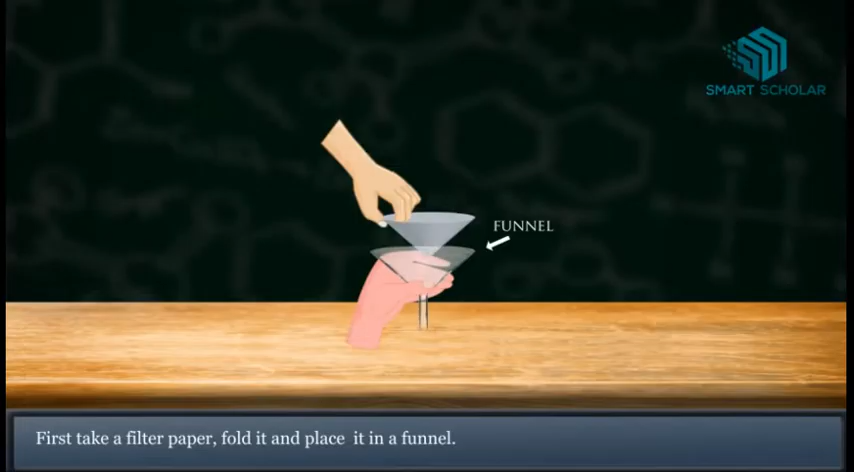 SMART SCHOLAR
FUNNEL
First take a filter paper, fold it and place  it in a funnel.